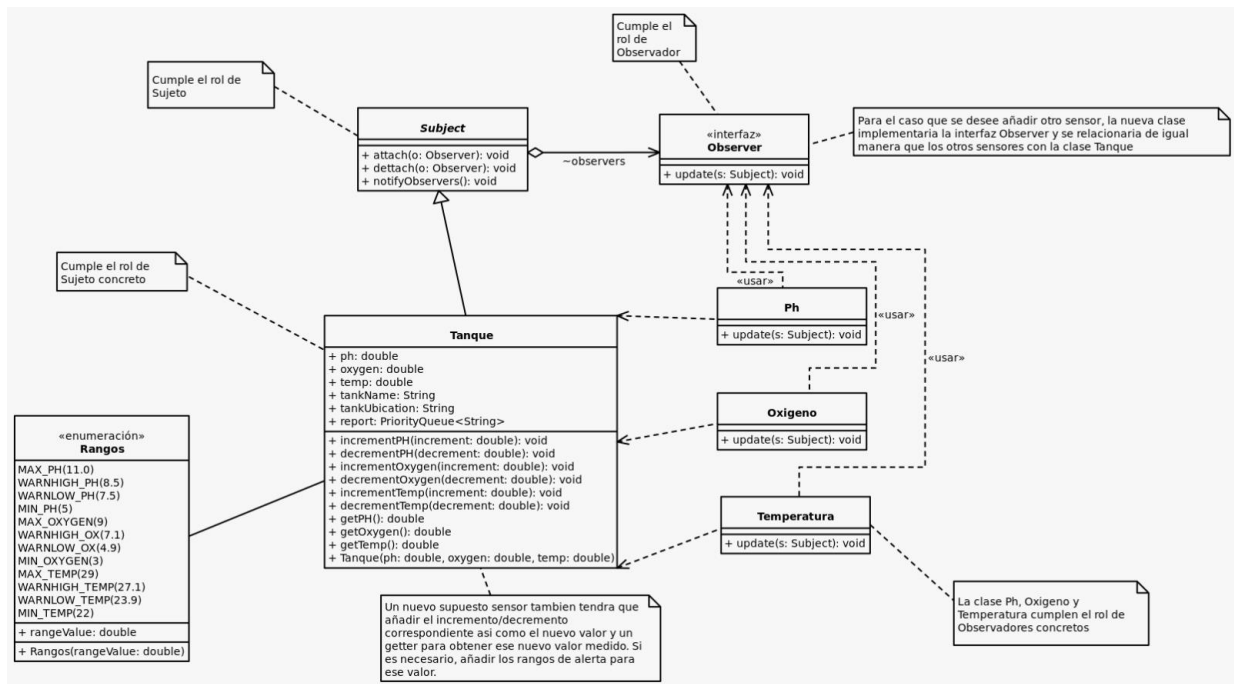 Cumple el
rol de
Observador
Cumple el rol de
Sujeto
Subject
+ attach(o: Observer): void
+ dettach(o: Observer): void
+ notifyObservers(): void
~observers
«interfaz»
Observer
+ update(s: Subject): void
Para el caso que se desee añadir otro sensor, la nueva clase
implementaria la interfaz Observer y se relacionaria de igual
manera que los otros sensores con la clase Tanque
Cumple el rol de
Sujeto concreto
«usar»
«usar»
«usar»
Ph
+ update(s: Subject): void
Tanque
+ ph: double
+ oxygen: double
+ temp: double
+ tankName: String
+ tankUbication: String
+ report: PriorityQueue<String>
+ incrementPH(increment: double): void
+ decrementPH(decrement: double): void
+ incrementOxygen(increment: double): void
+ decrementOxygen(decrement: double): void
+ incrementTemp(increment: double): void
+ decrementTemp(decrement: double): void
+ getPH(): double
+ getOxygen(): double
+ getTemp(): double
+ Tanque(ph: double, oxygen: double, temp: double)
Oxigeno
+ update(s: Subject): void
«enumeración»
Rangos
MAX_PH(11.0)
WARNHIGH_PH(8.5)
WARNLOW_PH(7.5)
MIN_PH(5)
MAX_OXYGEN(9)
WARNHIGH_OX(7.1)
WARNLOW_OX(4.9)
MIN_OXYGEN(3)
MAX_TEMP(29)
WARNHIGH_TEMP(27.1)
WARNLOW_TEMP(23.9)
MIN_TEMP(22)
+ rangeValue: double
+ Rangos(rangeValue: double)
Temperatura
+ update(s: Subject): void
Un nuevo supuesto sensor tambien tendra que
añadir el incremento/decremento
correspondiente asi como el nuevo valor y un
getter para obtener ese nuevo valor medido. Si
es necesario, añadir los rangos de alerta para
ese valor.
La clase Ph, Oxigeno y
Temperatura cumplen el rol de
Observadores concretos